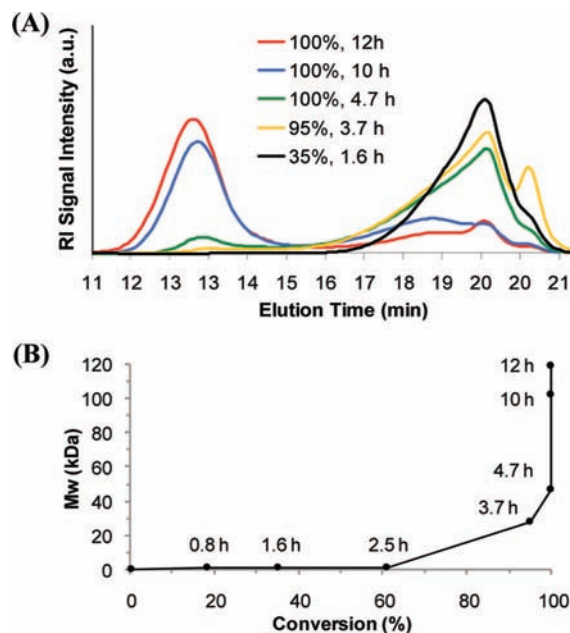 (A)
RI Signal Intensity (a.u.)
100%, 12h
100%, 10 h
100%, 4.7 h
95%, 3.7 h
35%, 1.6 h
11 12 13 13 14 15 16 17 18 19 20 20 21
Elution Time (min)
(B)
Mw (kDa)
120
100
80
60
40
20
0
12 h
10 h
4.7 h
3.7 h
0.8 h
1.6 h
2.5 h
0 20 40 60 80 100
Conversion (%)